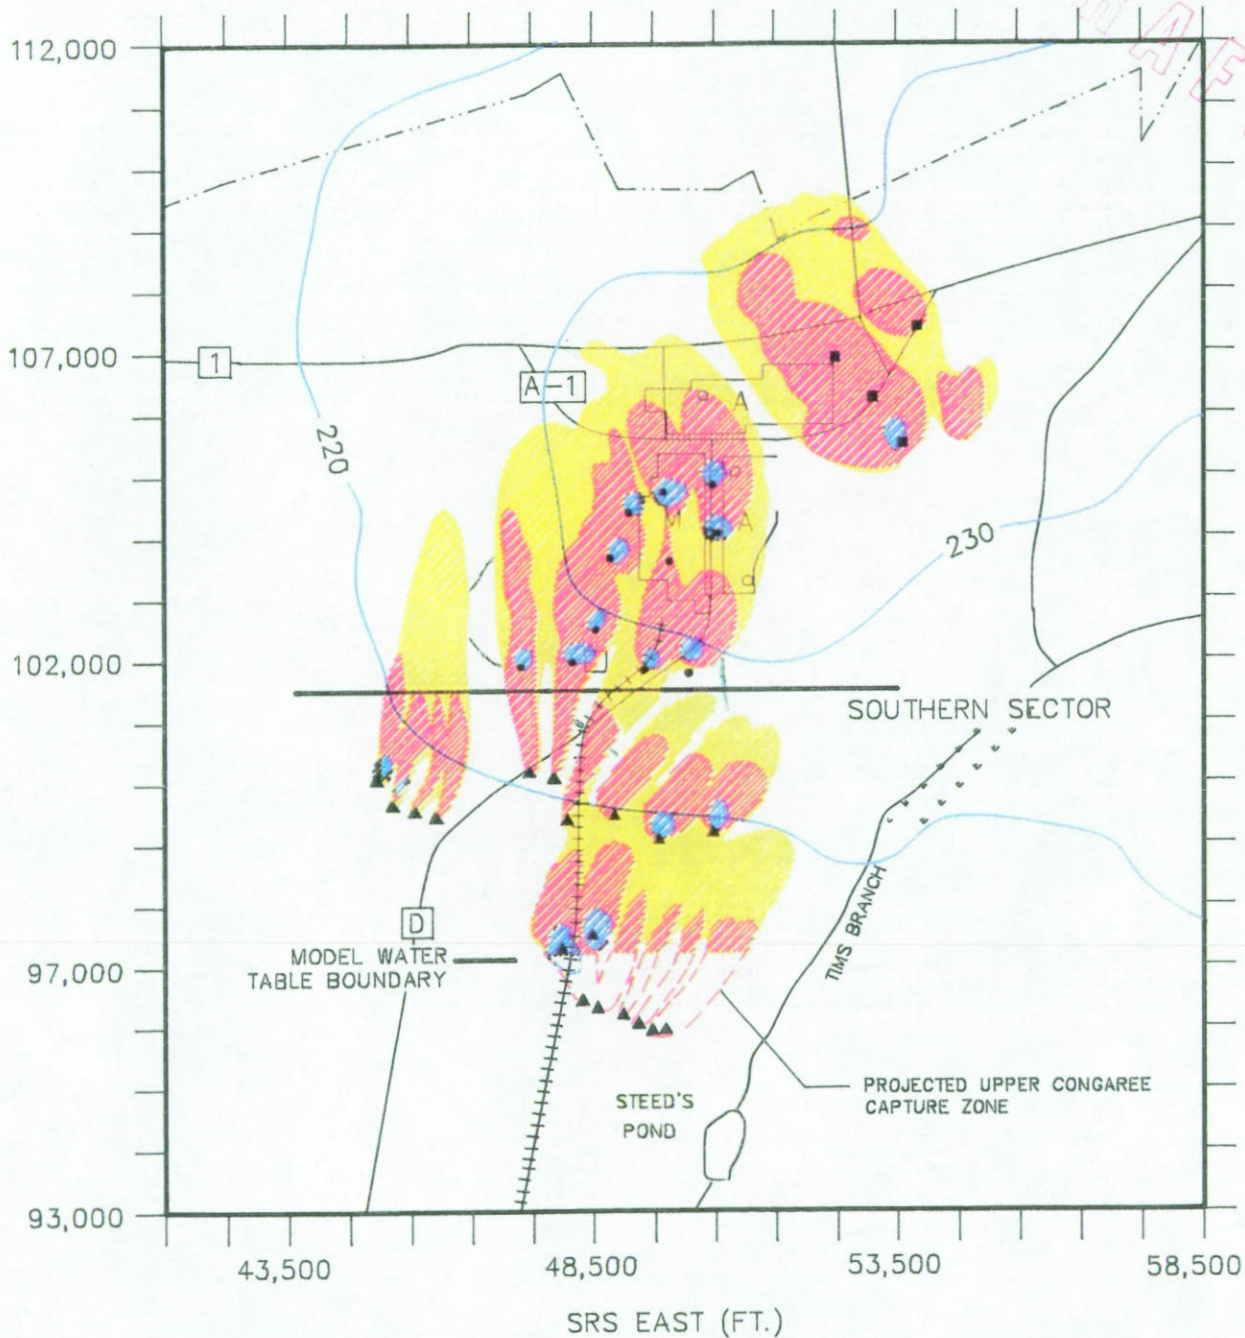 112,000
107,000
102,000
97,000
93,000
1
A-1
A
M
A
220
230
SOUTHERN SECTOR
D
MODEL WATER
TABLE BOUNDARY
TIMS BRANCH
PROJECTED UPPER CONGAREE
CAPTURE ZONE
STEED'S
POND
43,500
48,500
53,500
58,500
SRS EAST (FT.)